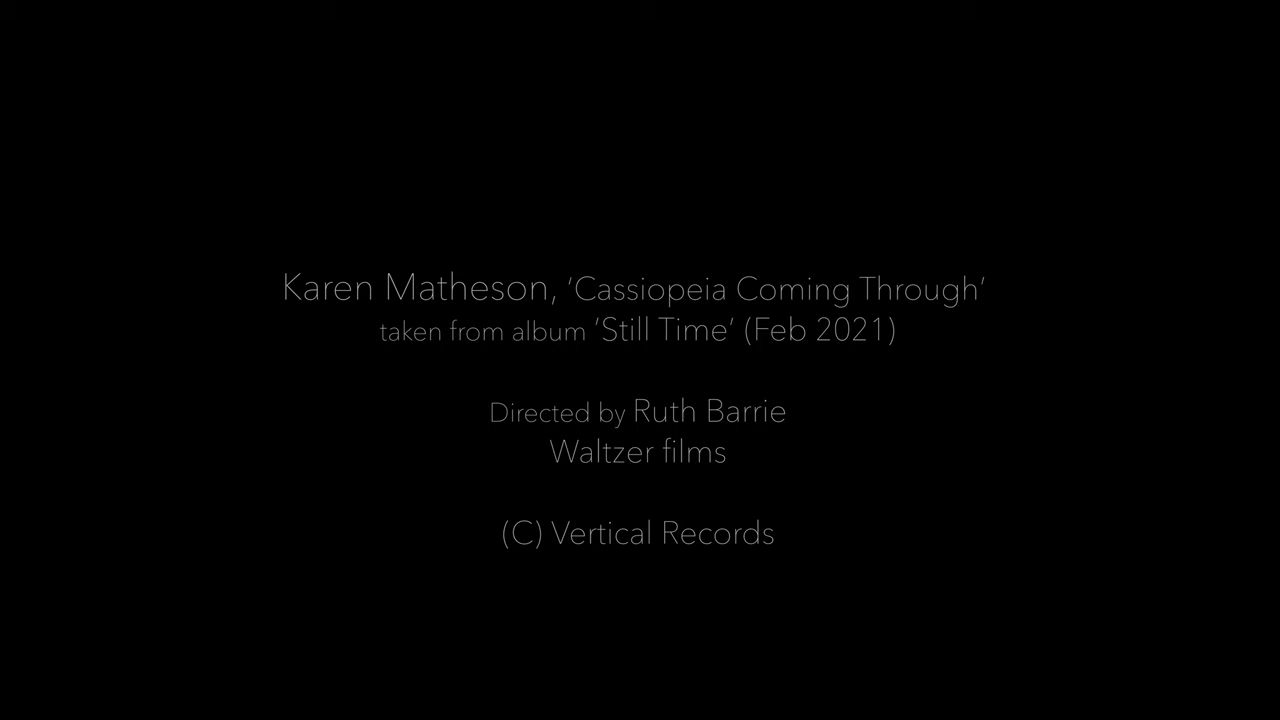 Karen Matheson, ‘Cassiopeia Coming Through’
taken from album ‘Still Time’ (Feb 2021)
Directed by Ruth Barrie
Waltzer films
(C) Vertical Records